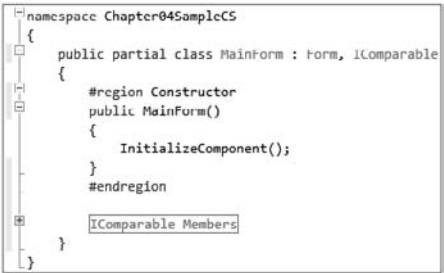 namespace Chapter04SampleCS
{
public partial class MainForm : Form, IComparable
{
#region Constructor
public MainForm()
{
InitializeComponent();
}
#endregion
IComparable Members
}
}